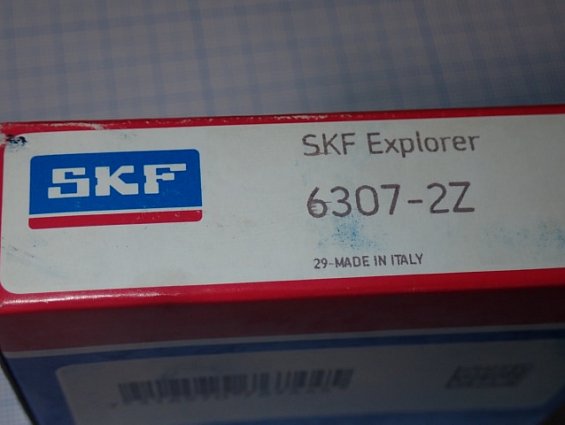 SKF
SKF Explorer
6307-2Z
29-MADE IN ITALY